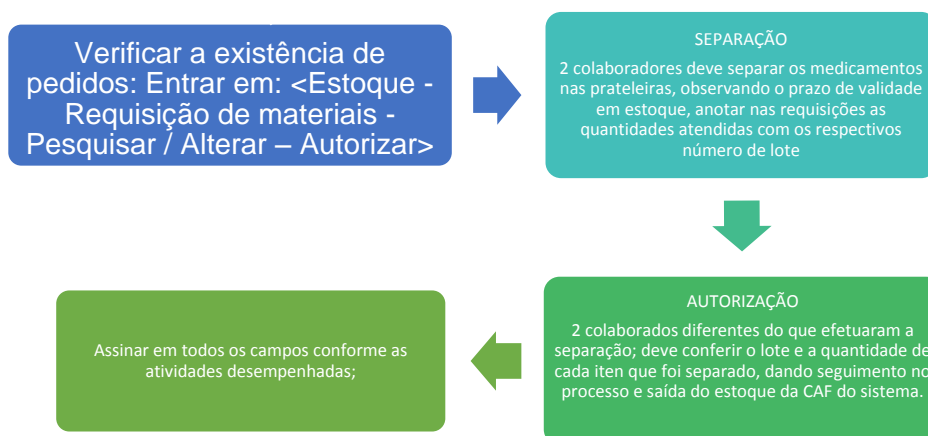 Verificar a existência de
pedidos: Entrar em: <Estoque -
Requisição de materiais -
Pesquisar / Alterar – Autorizar>
SEPARAÇÃO
2 colaboradores deve separar os medicamentos
nas prateleiras, observando o prazo de validade
em estoque, anotar nas requisições as
quantidades atendidas com os respectivos
número de lote
AUTORIZAÇÃO
2 colaborados diferentes do que efetuaram a
separação; deve conferir o lote e a quantidade de
cada iten que foi separado, dando seguimento no
processo e saída do estoque da CAF do sistema.
Assinar em todos os campos conforme as
atividades desempenhadas;